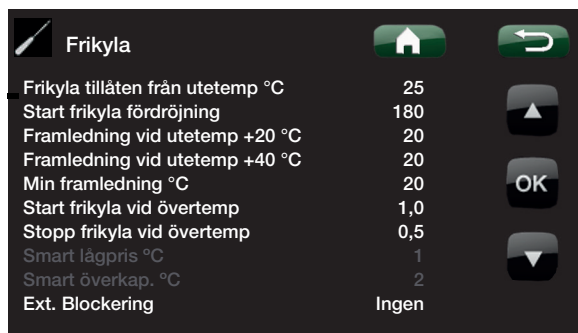 Frikyla
Frikyla tillåten från utetemp °C 25
Start frikyla fördröjning 180
Framledning vid utetemp +20 °C 20
Framledning vid utetemp +40 °C 20
Min framledning °C 20
OK
Start frikyla vid övertemp 1,0
Stopp frikyla vid övertemp 0,5
Smart lågpris ºC 1
Smart överkap. ºC 2
Ext. Blockering Ingen